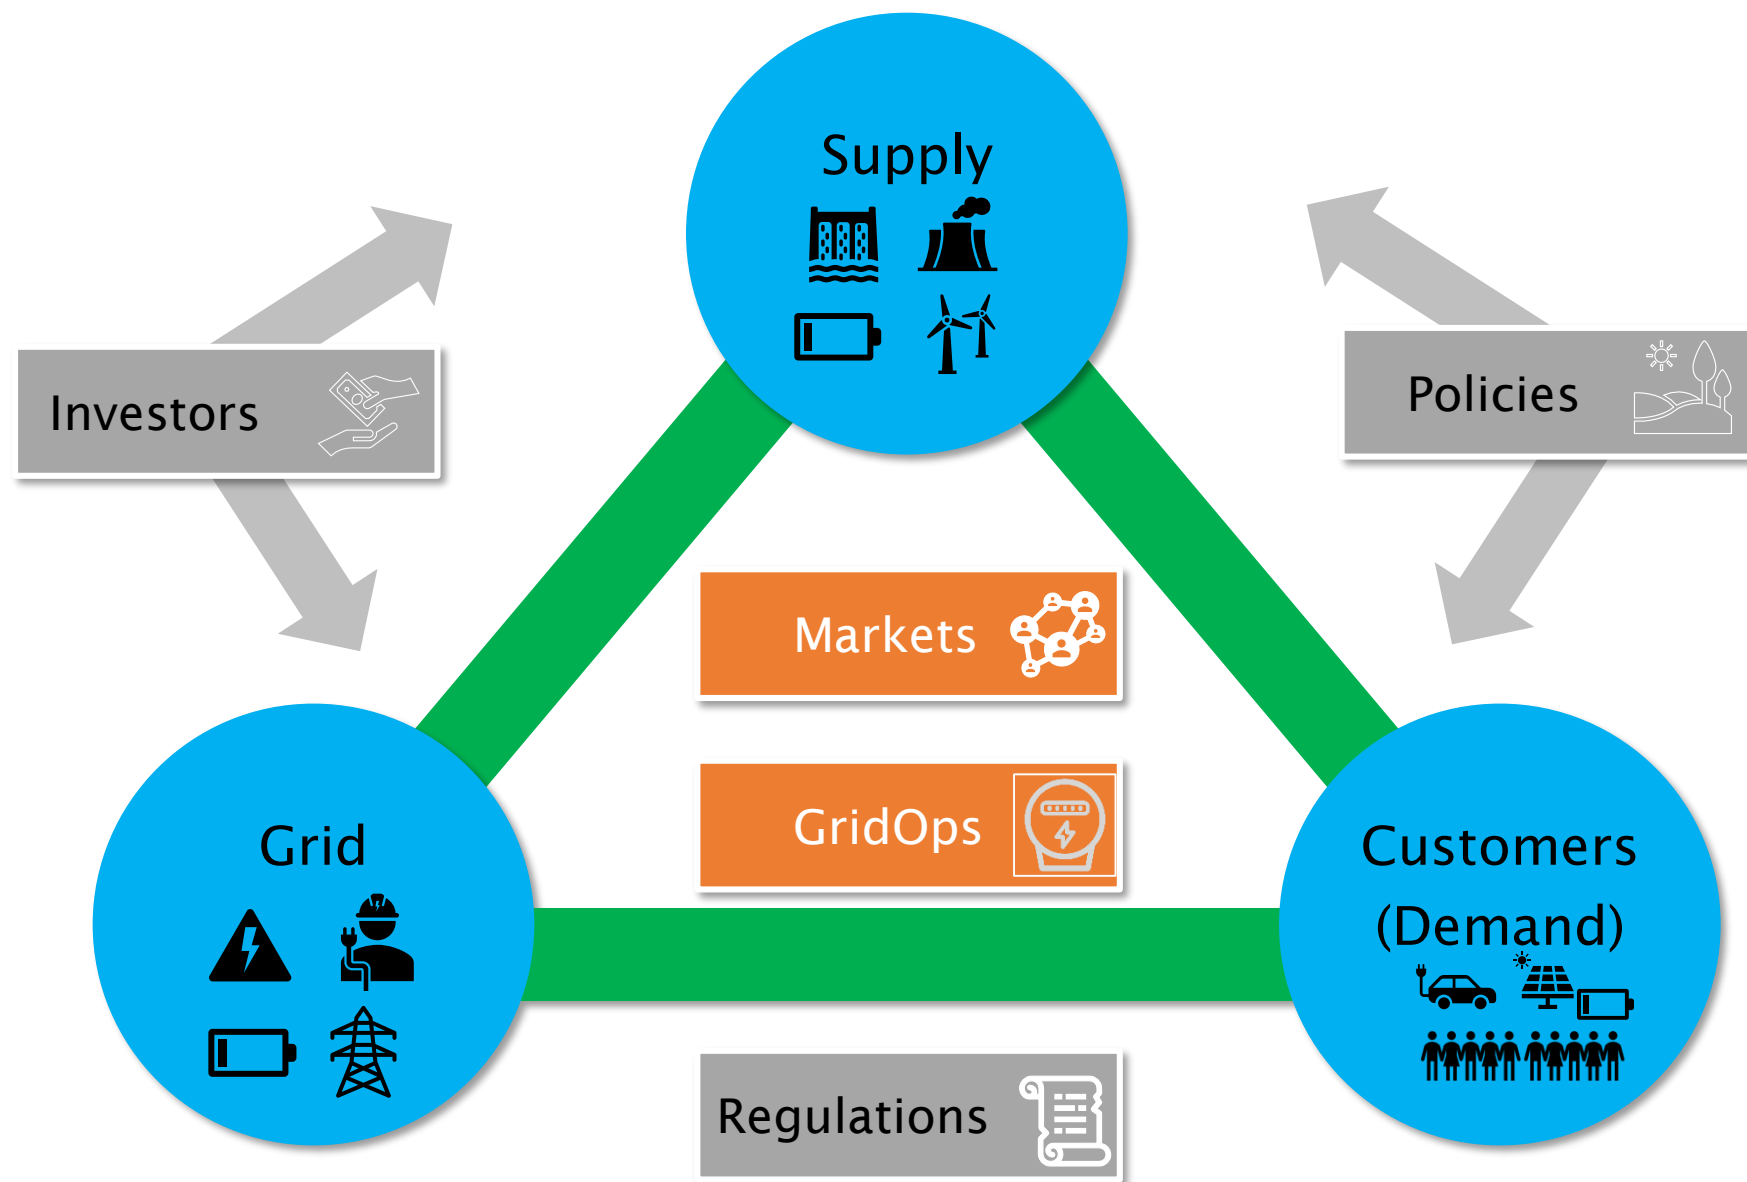 Supply
Investors
Policies
Markets
GridOps
Grid
Customers
(Demand)
Regulations